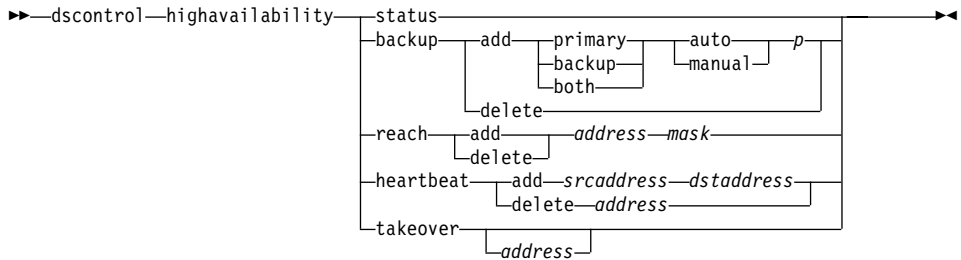 dscontrol highavailability status
backup add primary auto p
backup manual
both
delete
reach add address mask
delete
heartbeat add srcaddress dstaddress
delete address
takeover
address